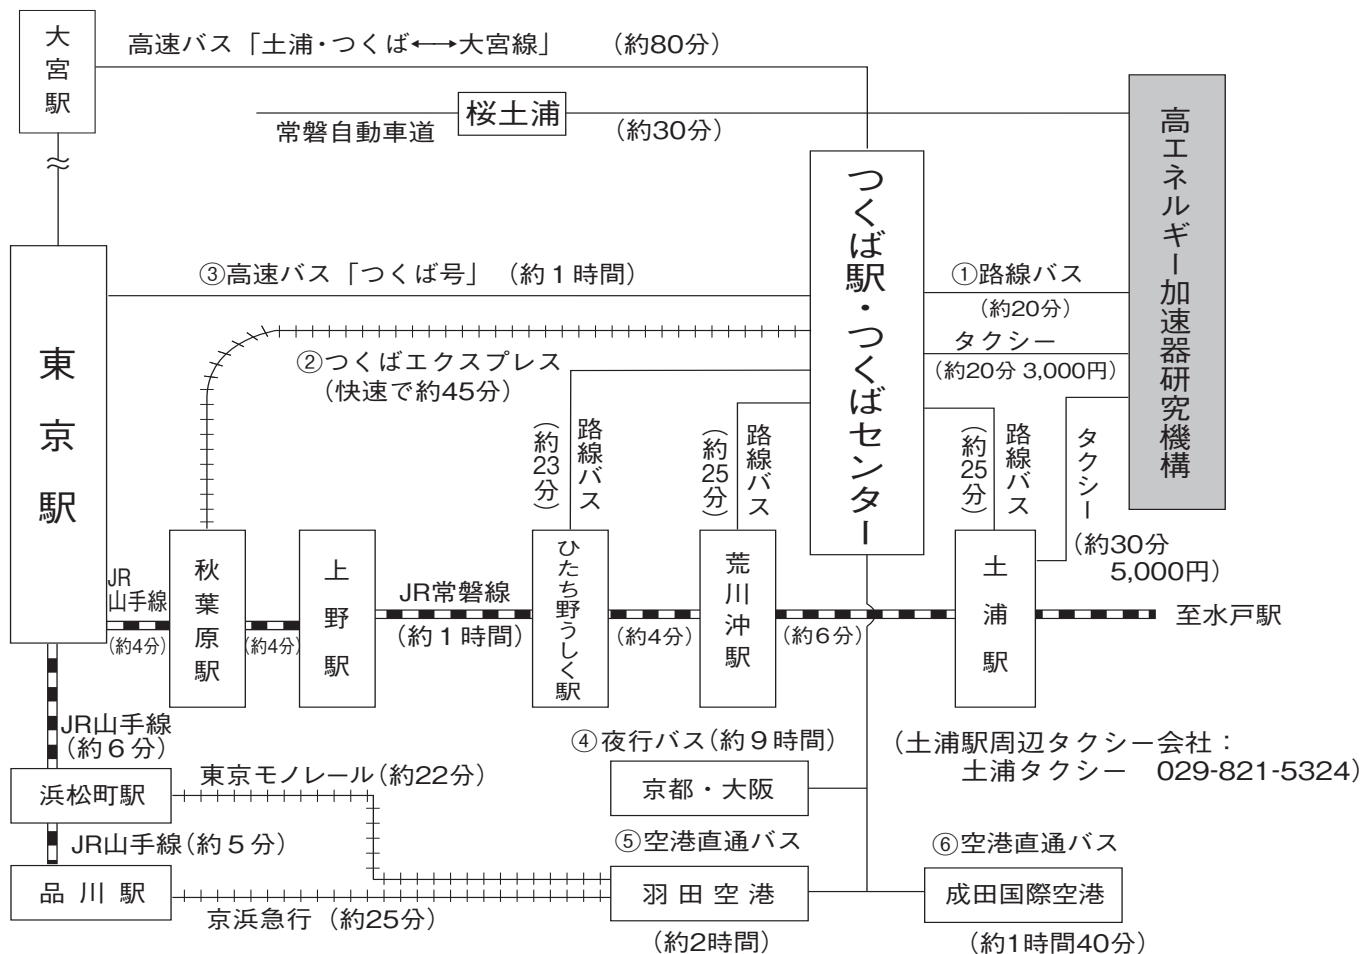 大宮駅
高速バス「土浦・つくば⟷大宮線」　（約80分）
常磐自動車道
桜土浦
（約30分）
高エネルギー加速器研究機構
つくば駅・つくばセンター
東京駅
③高速バス「つくば号」（約１時間）
①路線バス
（約20分）
タクシー
（約20分 3,000円）
②つくばエクスプレス
（快速で約45分）
路線バス
（約23分）
路線バス
（約25分）
路線バス
（約25分）
タクシー
（約30分
5,000円）
JR
山手線
（約4分）
秋葉原駅
（約4分）
上野駅
JR常磐線
（約１時間）
ひたち野うしく駅
（約4分）
荒川沖駅
（約6分）
土浦駅
至水戸駅
JR山手線
（約６分）
浜松町駅
東京モノレール（約22分）
JR山手線（約５分）
品川駅
京浜急行（約25分）
④夜行バス（約９時間）
京都・大阪
（土浦駅周辺タクシー会社：
土浦タクシー　029-821-5324）
⑤空港直通バス
羽田空港
（約2時間）
⑥空港直通バス
成田国際空港
（約1時間40分）